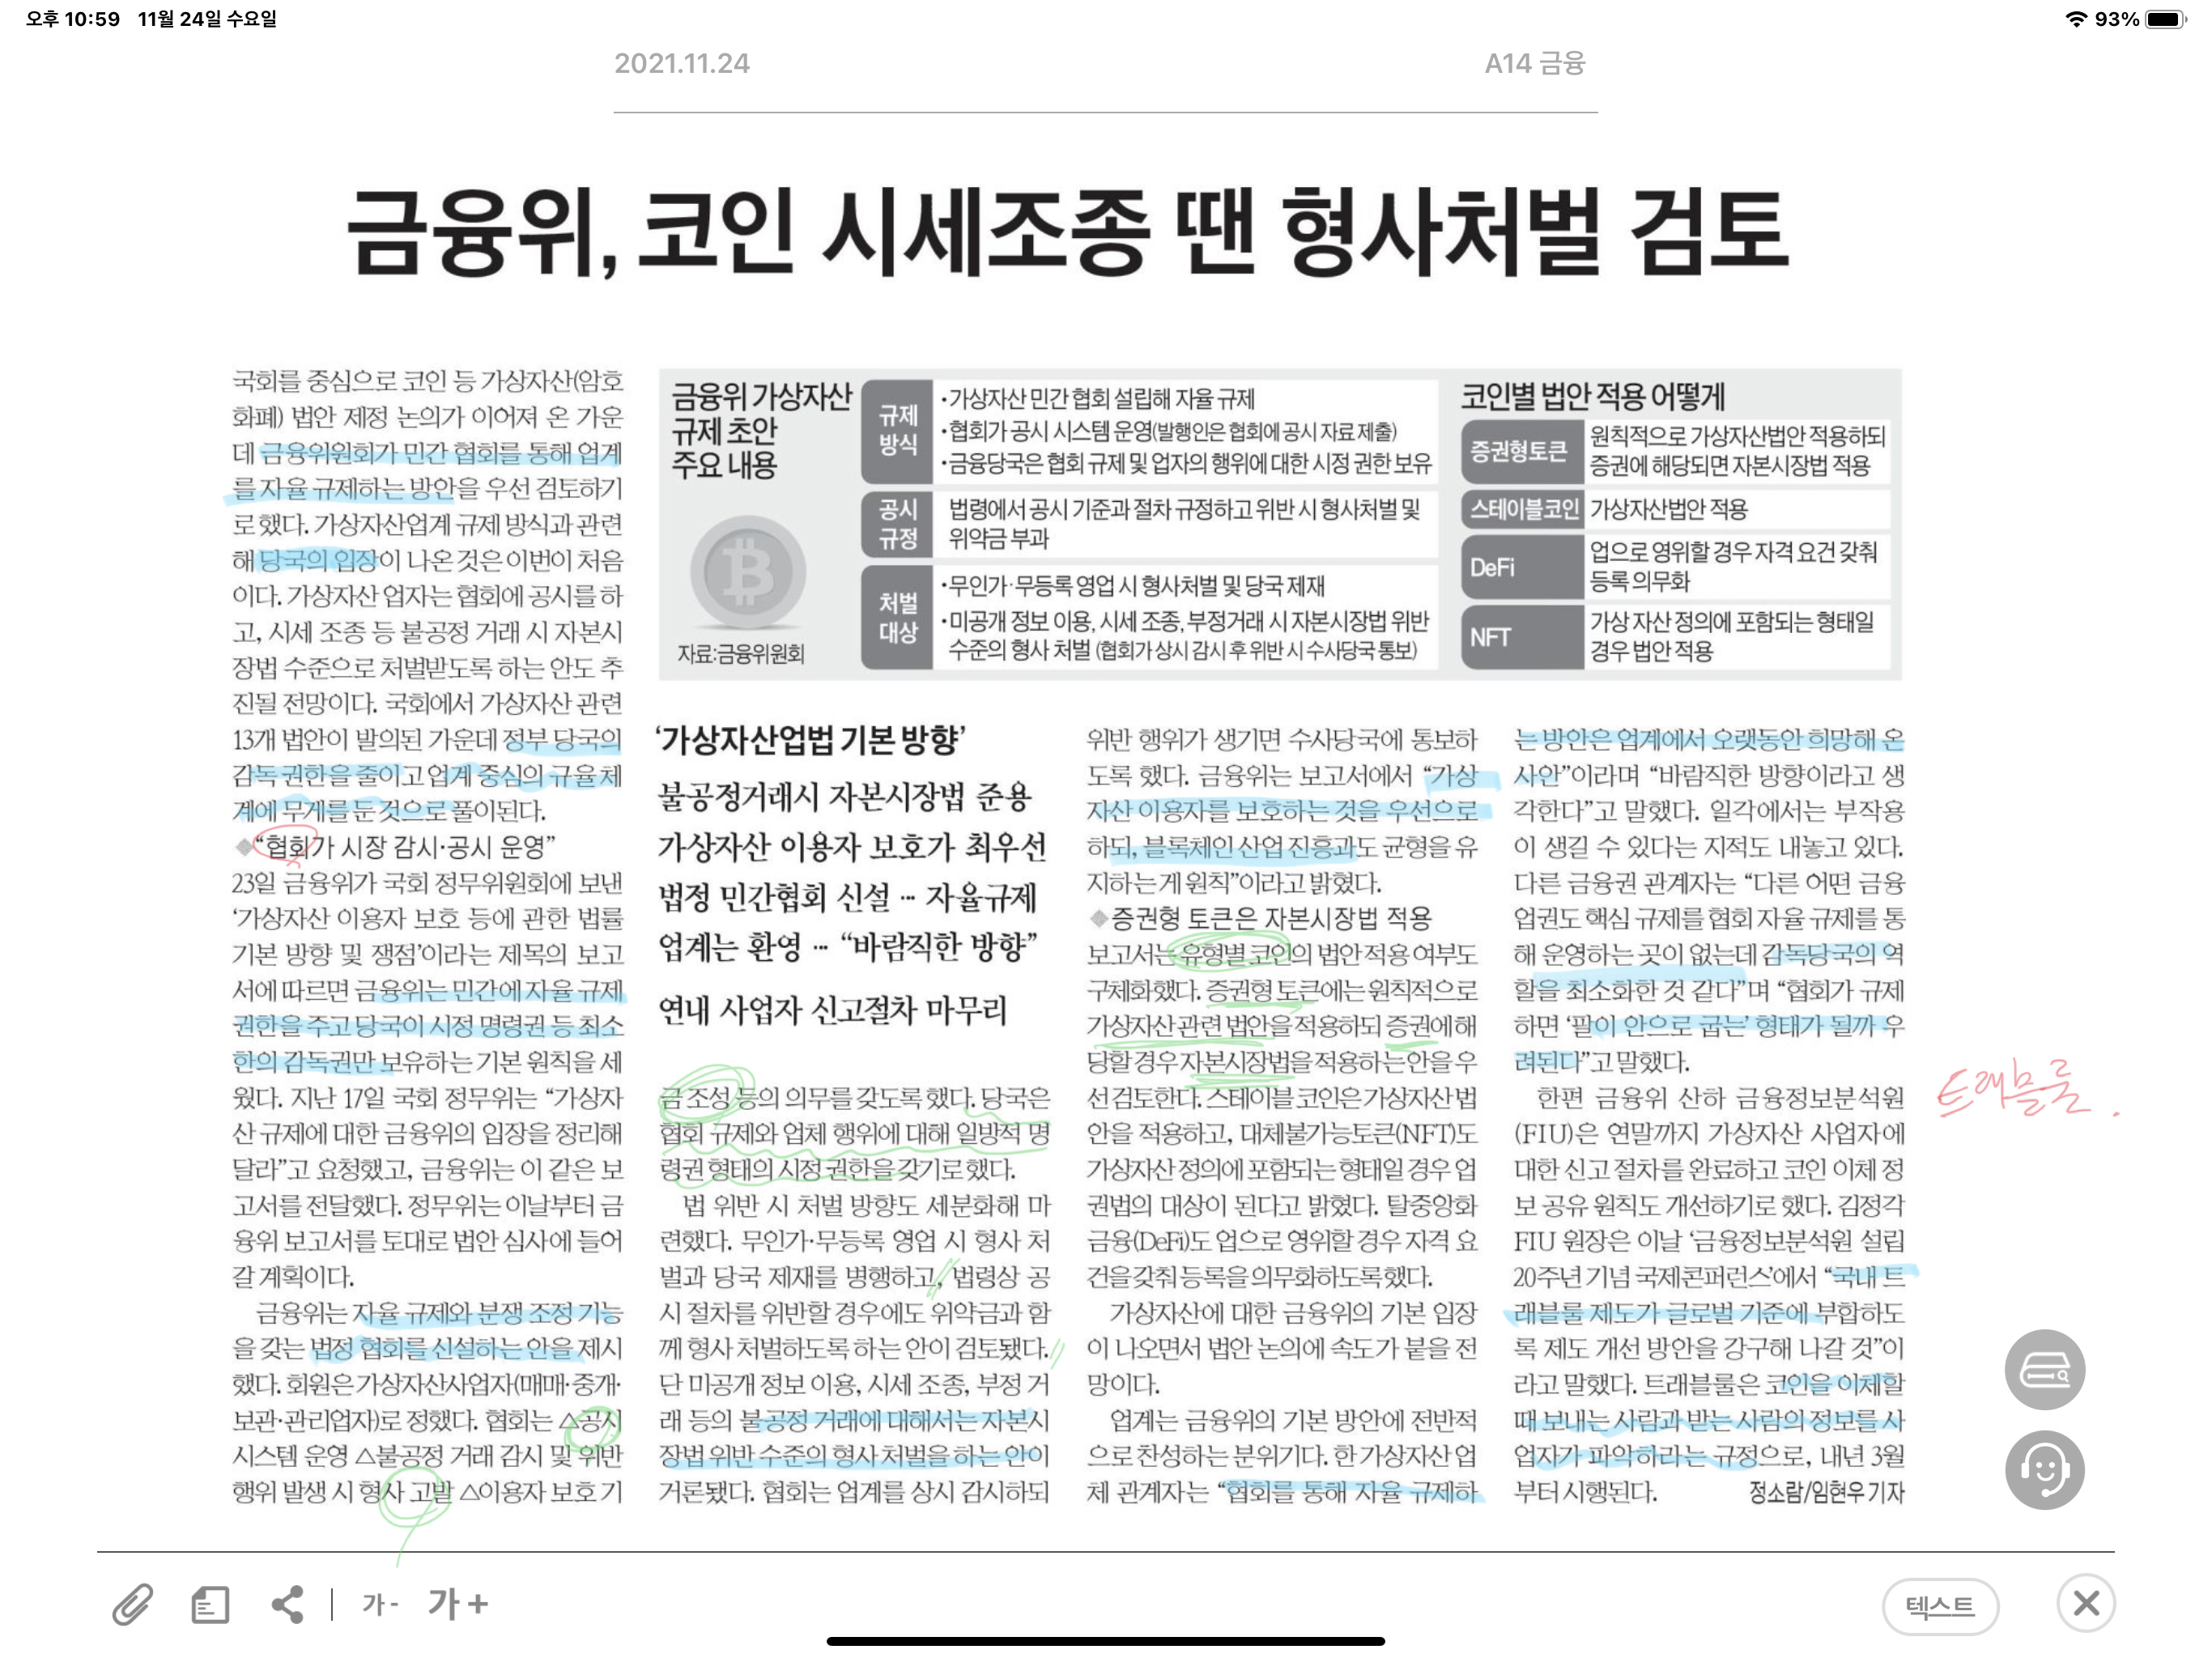 오후 10:59 11월 24일 수요일
93%
2021.11.24
A14 금융
금융위, 코인 시세조종 땐 형사처벌 검토
국회를 중심으로 코인 등 가상자산(암호
화폐) 법안 제정 논의가 이어져 온 가운
데 금융위원회가 민간 협회를 통해 업계
를 자율 규제하는 방안을 우선 검토하기
로 했다. 가상자산업계 규제 방식과 관련
해 당국의 입장이 나온 것은 이번이 처음
이다. 가상자산 업자는 협회에 공시를 하
고, 시세 조종 등 불공정 거래 시 자본시
장법 수준으로 처벌받도록 하는 안도 추
진될 전망이다. 국회에서 가상자산 관련
13개 법안이 발의된 가운데 정부 당국의
감독 권한을 줄이고 업계 중심의 규율 체
계에 무게를 둔 것으로 풀이된다.
◆“협회가 시장 감시·공시 운영”
23일 금융위가 국회 정무위원회에 보낸
‘가상자산 이용자 보호 등에 관한 법률
기본 방향 및 쟁점’이라는 제목의 보고
서에 따르면 금융위는 민간에 자율 규제
권한을 주고 당국이 시정 명령권 등 최소
한의 감독권만 보유하는 기본 원칙을 세
웠다. 지난 17일 국회 정무위는 “가상자
산 규제에 대한 금융위의 입장을 정리해
달라”고 요청했고, 금융위는 이 같은 보
고서를 전달했다. 정무위는 이날부터 금
융위 보고서를 토대로 법안 심사에 들어
갈 계획이다.
금융위는 자율 규제와 분쟁 조정 기능
을 갖는 법정 협회를 신설하는 안을 제시
했다. 회원은 가상자산사업자(매매·중개·
보관·관리업자)로 정했다. 협회는 △공시
시스템 운영 △불공정 거래 감시 및 위반
행위 발생 시 형사 고발 △이용자 보호 기
금융위 가상자산
규제 초안
주요 내용
자료:금융위원회
규제
방식
·가상자산 민간 협회 설립해 자율 규제
·협회가 공시 시스템 운영(발행인은 협회에 공시 자료 제출)
·금융당국은 협회 규제 및 업자의 행위에 대한 시정 권한 보유
공시
규정
법령에서 공시 기준과 절차 규정하고 위반 시 형사처벌 및
위약금 부과
처벌
대상
·무인가·무등록 영업 시 형사처벌 및 당국 제재
·미공개 정보 이용, 시세 조종, 부정거래 시 자본시장법 위반
수준의 형사 처벌 (협회가 상시 감시 후 위반 시 수사당국 통보)
코인별 법안 적용 어떻게
증권형토큰
원칙적으로 가상자산법안 적용하되
증권에 해당되면 자본시장법 적용
스테이블코인
가상자산법안 적용
DeFi
업으로 영위할 경우 자격 요건 갖춰
등록 의무화
NFT
가상 자산 정의에 포함되는 형태일
경우 법안 적용
‘가상자산업법 기본 방향’
불공정거래시 자본시장법 준용
가상자산 이용자 보호가 최우선
법정 민간협회 신설 … 자율규제
업계는 환영 … “바람직한 방향”
연내 사업자 신고절차 마무리
금 조성 등의 의무를 갖도록 했다. 당국은
협회 규제와 업체 행위에 대해 일방적 명
령권 형태의 시정 권한을 갖기로 했다.
법 위반 시 처벌 방향도 세분화해 마
련했다. 무인가·무등록 영업 시 형사 처
벌과 당국 제재를 병행하고, 법령상 공
시 절차를 위반할 경우에도 위약금과 함
께 형사 처벌하도록 하는 안이 검토됐다.
단 미공개 정보 이용, 시세 조종, 부정 거
래 등의 불공정 거래에 대해서는 자본시
장법 위반 수준의 형사 처벌을 하는 안이
거론됐다. 협회는 업계를 상시 감시하되
위반 행위가 생기면 수사당국에 통보하
도록 했다. 금융위는 보고서에서 “가상
자산 이용자를 보호하는 것을 우선으로
하되, 블록체인 산업 진흥과도 균형을 유
지하는 게 원칙”이라고 밝혔다.
◆증권형 토큰은 자본시장법 적용
보고서는 유형별 코인의 법안 적용 여부도
구체화했다. 증권형 토큰에는 원칙적으로
가상자산 관련 법안을 적용하되 증권에 해
당할 경우 자본시장법을 적용하는 안을 우
선 검토한다. 스테이블 코인은 가상자산 법
안을 적용하고, 대체불가능토큰(NFT)도
가상자산 정의에 포함되는 형태일 경우 업
권법의 대상이 된다고 밝혔다. 탈중앙화
금융(DeFi)도 업으로 영위할 경우 자격 요
건을 갖춰 등록을 의무화하도록 했다.
가상자산에 대한 금융위의 기본 입장
이 나오면서 법안 논의에 속도가 붙을 전
망이다.
업계는 금융위의 기본 방안에 전반적
으로 찬성하는 분위기다. 한 가상자산 업
체 관계자는 “협회를 통해 자율 규제하
는 방안은 업계에서 오랫동안 희망해 온
사안”이라며 “바람직한 방향이라고 생
각한다”고 말했다. 일각에서는 부작용
이 생길 수 있다는 지적도 내놓고 있다.
다른 금융권 관계자는 “다른 어떤 금융
업권도 핵심 규제를 협회 자율 규제를 통
해 운영하는 곳이 없는데 감독당국의 역
할을 최소화한 것 같다”며 “협회가 규제
하면 ‘팔이 안으로 굽는’ 형태가 될까 우
려된다”고 말했다.
한편 금융위 산하 금융정보분석원
(FIU)은 연말까지 가상자산 사업자에
대한 신고 절차를 완료하고 코인 이체 정
보 공유 원칙도 개선하기로 했다. 김정각
FIU 원장은 이날 ‘금융정보분석원 설립
20주년 기념 국제콘퍼런스’에서 “국내 트
래블룰 제도가 글로벌 기준에 부합하도
록 제도 개선 방안을 강구해 나갈 것”이
라고 말했다. 트래블룰은 코인을 이체할
때 보내는 사람과 받는 사람의 정보를 사
업자가 파악하라는 규정으로, 내년 3월
부터 시행된다.
정소람/임현우 기자
트래블룰.
가 -
가 +
텍스트